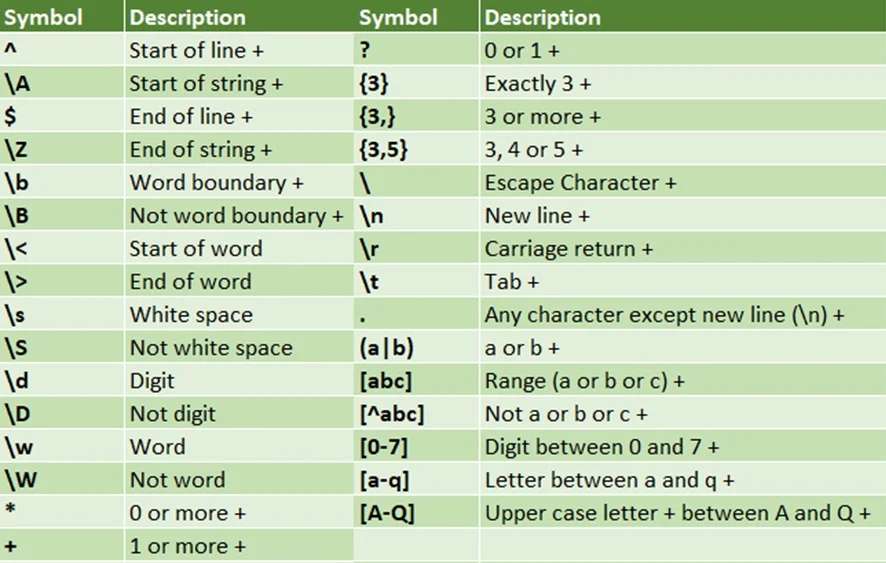 Symbol Description Symbol Description
^ Start of line + ? 0 or 1 +
\A Start of string + {3} Exactly 3 +
$ End of line + {3,} 3 or more +
\Z End of string + {3,5} 3, 4 or 5 +
\b Word boundary + \ Escape Character +
\B Not word boundary + \n New line +
\< Start of word \r Carriage return +
\> End of word \t Tab +
\s White space . Any character except new line (\n) +
\S Not white space (a|b) a or b +
\d Digit [abc] Range (a or b or c) +
\D Not digit [^abc] Not a or b or c +
\w Word [0-7] Digit between 0 and 7 +
\W Not word [a-q] Letter between a and q +
* 0 or more + [A-Q] Upper case letter + between A and Q +
+ 1 or more +